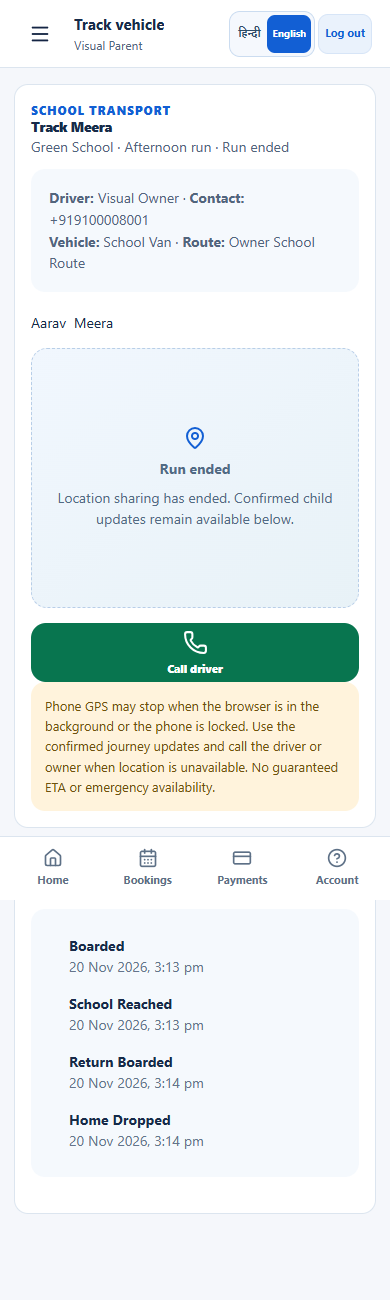 Track vehicle
Visual Parent
हिन्दी
English
Log out
SCHOOL TRANSPORT
Track Meera
Green School · Afternoon run · Run ended
Driver: Visual Owner · Contact:
+919100008001
Vehicle: School Van · Route: Owner School
Route
Aarav Meera
Run ended
Location sharing has ended. Confirmed child
updates remain available below.
Call driver
Phone GPS may stop when the browser is in the
background or the phone is locked. Use the
confirmed journey updates and call the driver or
owner when location is unavailable. No guaranteed
ETA or emergency availability.
Home
Bookings
Payments
Account
Boarded
20 Nov 2026, 3:13 pm
School Reached
20 Nov 2026, 3:13 pm
Return Boarded
20 Nov 2026, 3:14 pm
Home Dropped
20 Nov 2026, 3:14 pm